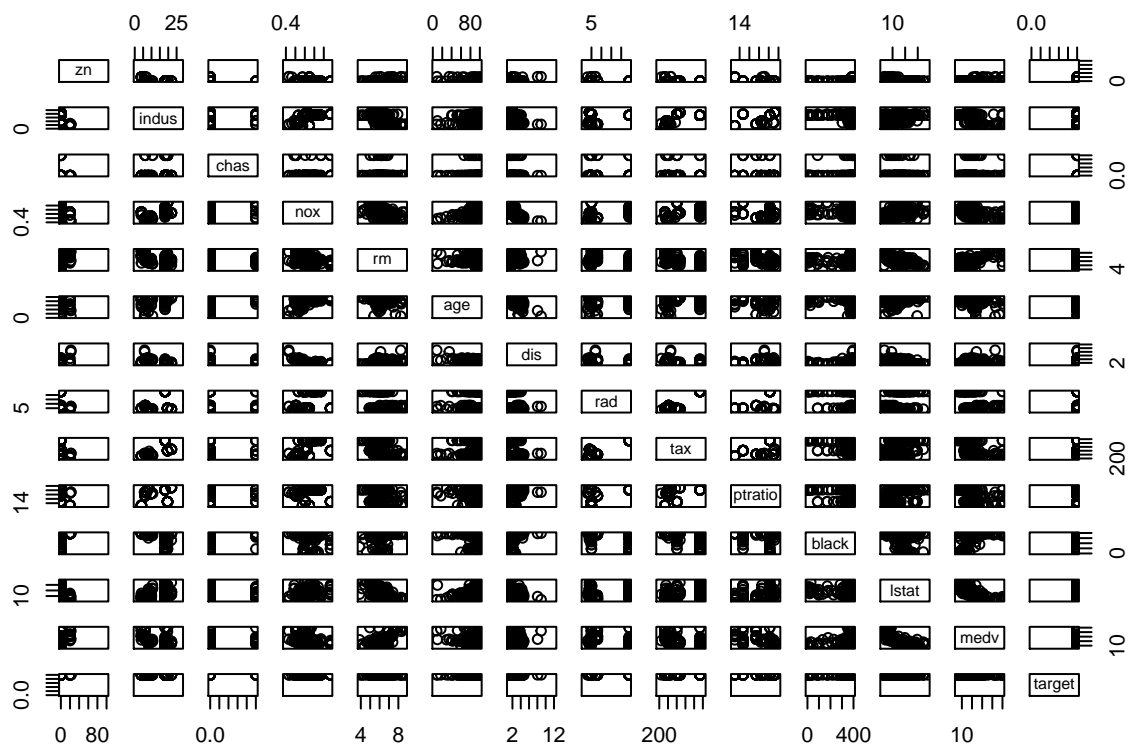 0 25 0.4 0 80 5 14 10 0.0
zn 0
0 indus
chas 0.0
0.4 nox
rm 4
0 age
dis 2
5 rad
tax 200
14 ptratio
black 0
10 lstat
medv 10
0.0 target
0 80 0.0 4 8 2 12 200 0 400 10